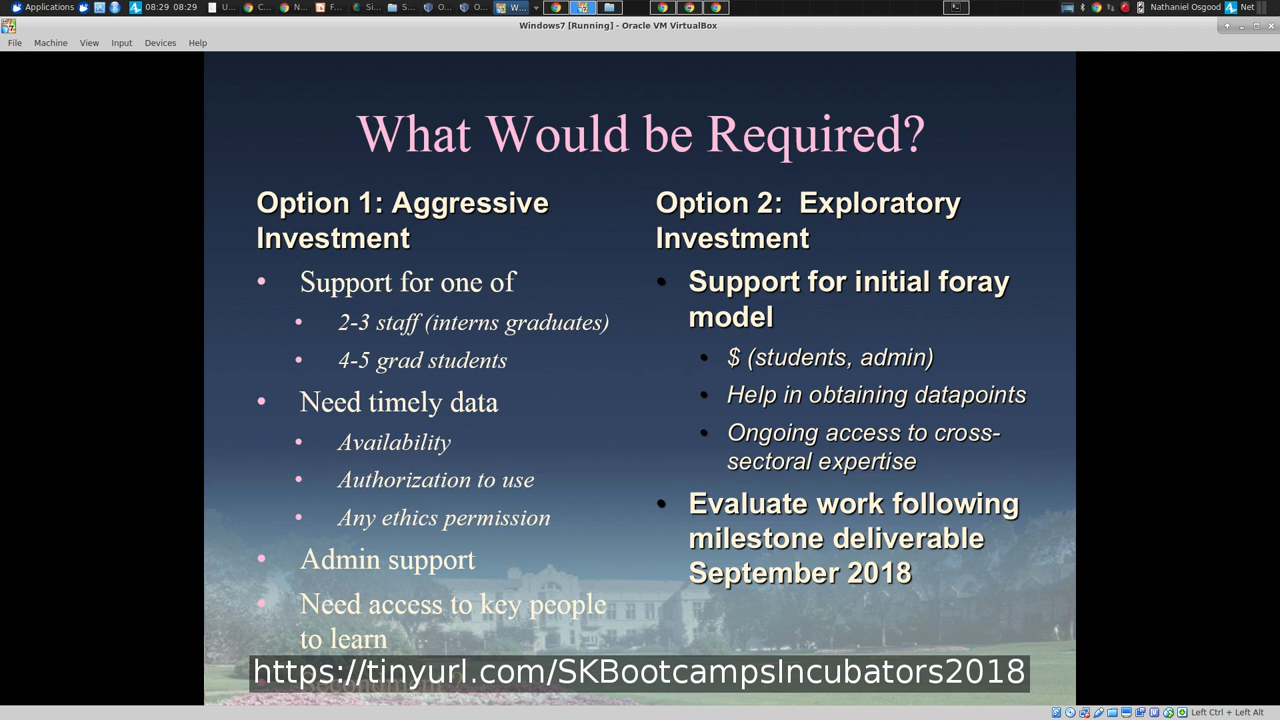 Applications
08:29 08:29
U...
C...
N...
F...
Si...
S...
O...
O...
W...
Nathaniel Osgood
Net
Windows7 [Running] - Oracle VM VirtualBox
File Machine View Input Devices Help
What Would be Required?
Option 1: Aggressive
Investment
• Support for one of
• 2-3 staff (interns graduates)
• 4-5 grad students
• Need timely data
• Availability
• Authorization to use
• Any ethics permission
• Admin support
• Need access to key people
to learn
Option 2: Exploratory
Investment
• Support for initial foray
model
• $ (students, admin)
• Help in obtaining datapoints
• Ongoing access to cross-
sectoral expertise
• Evaluate work following
milestone deliverable
September 2018
https://tinyurl.com/SKBootcampsIncubators2018
Left Ctrl + Left Alt